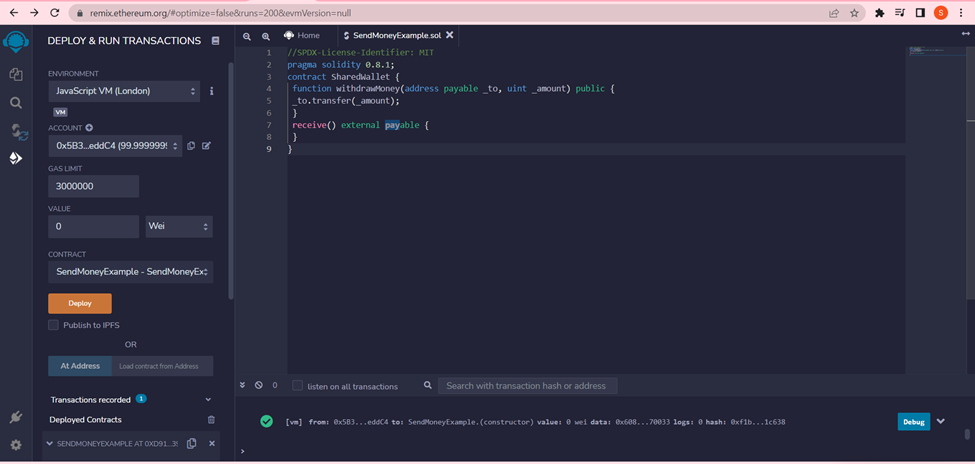 remix.ethereum.org/#optimize=false&runs=200&evmVersion=null
S
DEPLOY & RUN TRANSACTIONS
ENVIRONMENT
JavaScript VM (London)
VM
ACCOUNT
0x5B3...eddC4 (99.9999999
GAS LIMIT
3000000
VALUE
0
Wei
CONTRACT
SendMoneyExample - SendMoneyEx
Deploy
Publish to IPFS
OR
At Address
Load contract from Address
Transactions recorded 1
Deployed Contracts
SENDMONEYEXAMPLE AT 0XD91...3
Home
SendMoneyExample.sol
1 //SPDX-License-Identifier: MIT
2 pragma solidity 0.8.1;
3 contract SharedWallet {
4 function withdrawMoney(address payable _to, uint _amount) public {
5 _to.transfer(_amount);
6 }
7 receive() external payable {
8 }
9 }
0
listen on all transactions
Search with transaction hash or address
[vm] from: 0x5B3...eddC4 to: SendMoneyExample.(constructor) value: 0 wei data: 0x608...70033 logs: 0 hash: 0xf1b...1c638
Debug
>